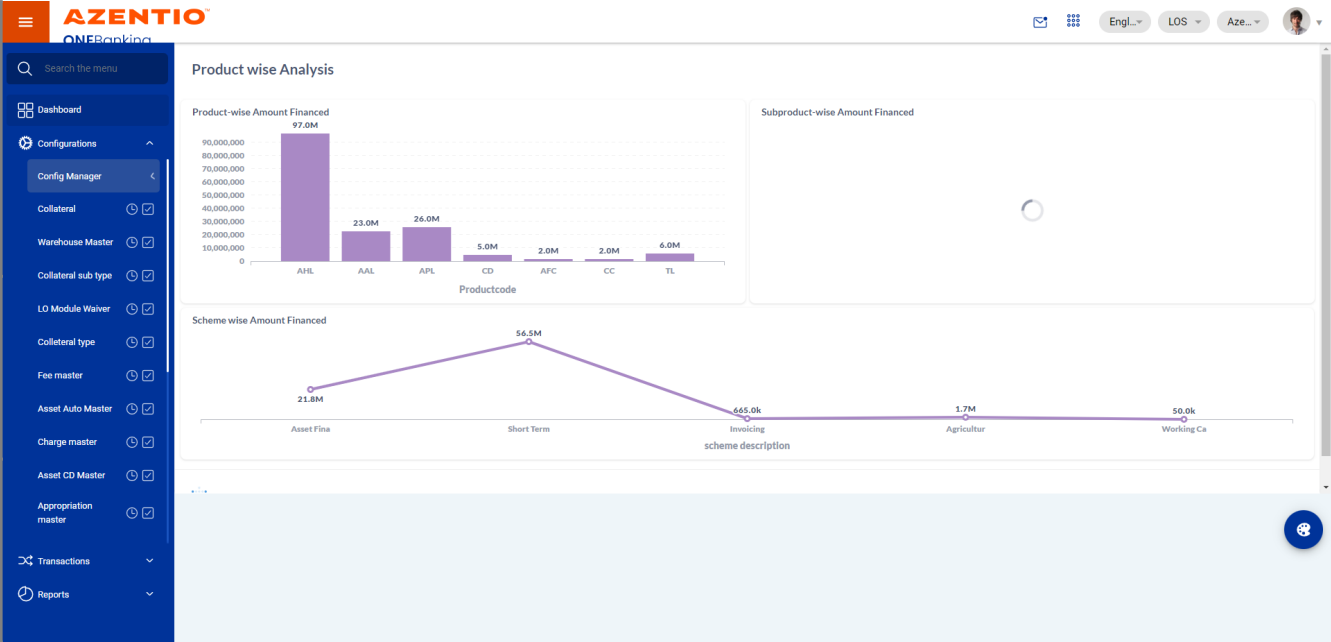 AZENTIO
ONEBanking
Engl...
LOS
Aze...
Search the menu
Dashboard
Configurations
Config Manager
Collateral
Warehouse Master
Collateral sub type
LO Module Waiver
Colleteral type
Fee master
Asset Auto Master
Charge master
Asset CD Master
Appropriation
master
Transactions
Reports
Product wise Analysis
Product-wise Amount Financed
97.0M
90,000,000
80,000,000
70,000,000
60,000,000
50,000,000
40,000,000
30,000,000
20,000,000
10,000,000
0
23.0M
26.0M
5.0M
2.0M
2.0M
6.0M
AHL AAL APL CD AFC CC TL
Productcode
Subproduct-wise Amount Financed
Scheme wise Amount Financed
21.8M
56.5M
665.0k
1.7M
50.0k
Asset Fina Short Term Invoicing Agricultur Working Ca
scheme description